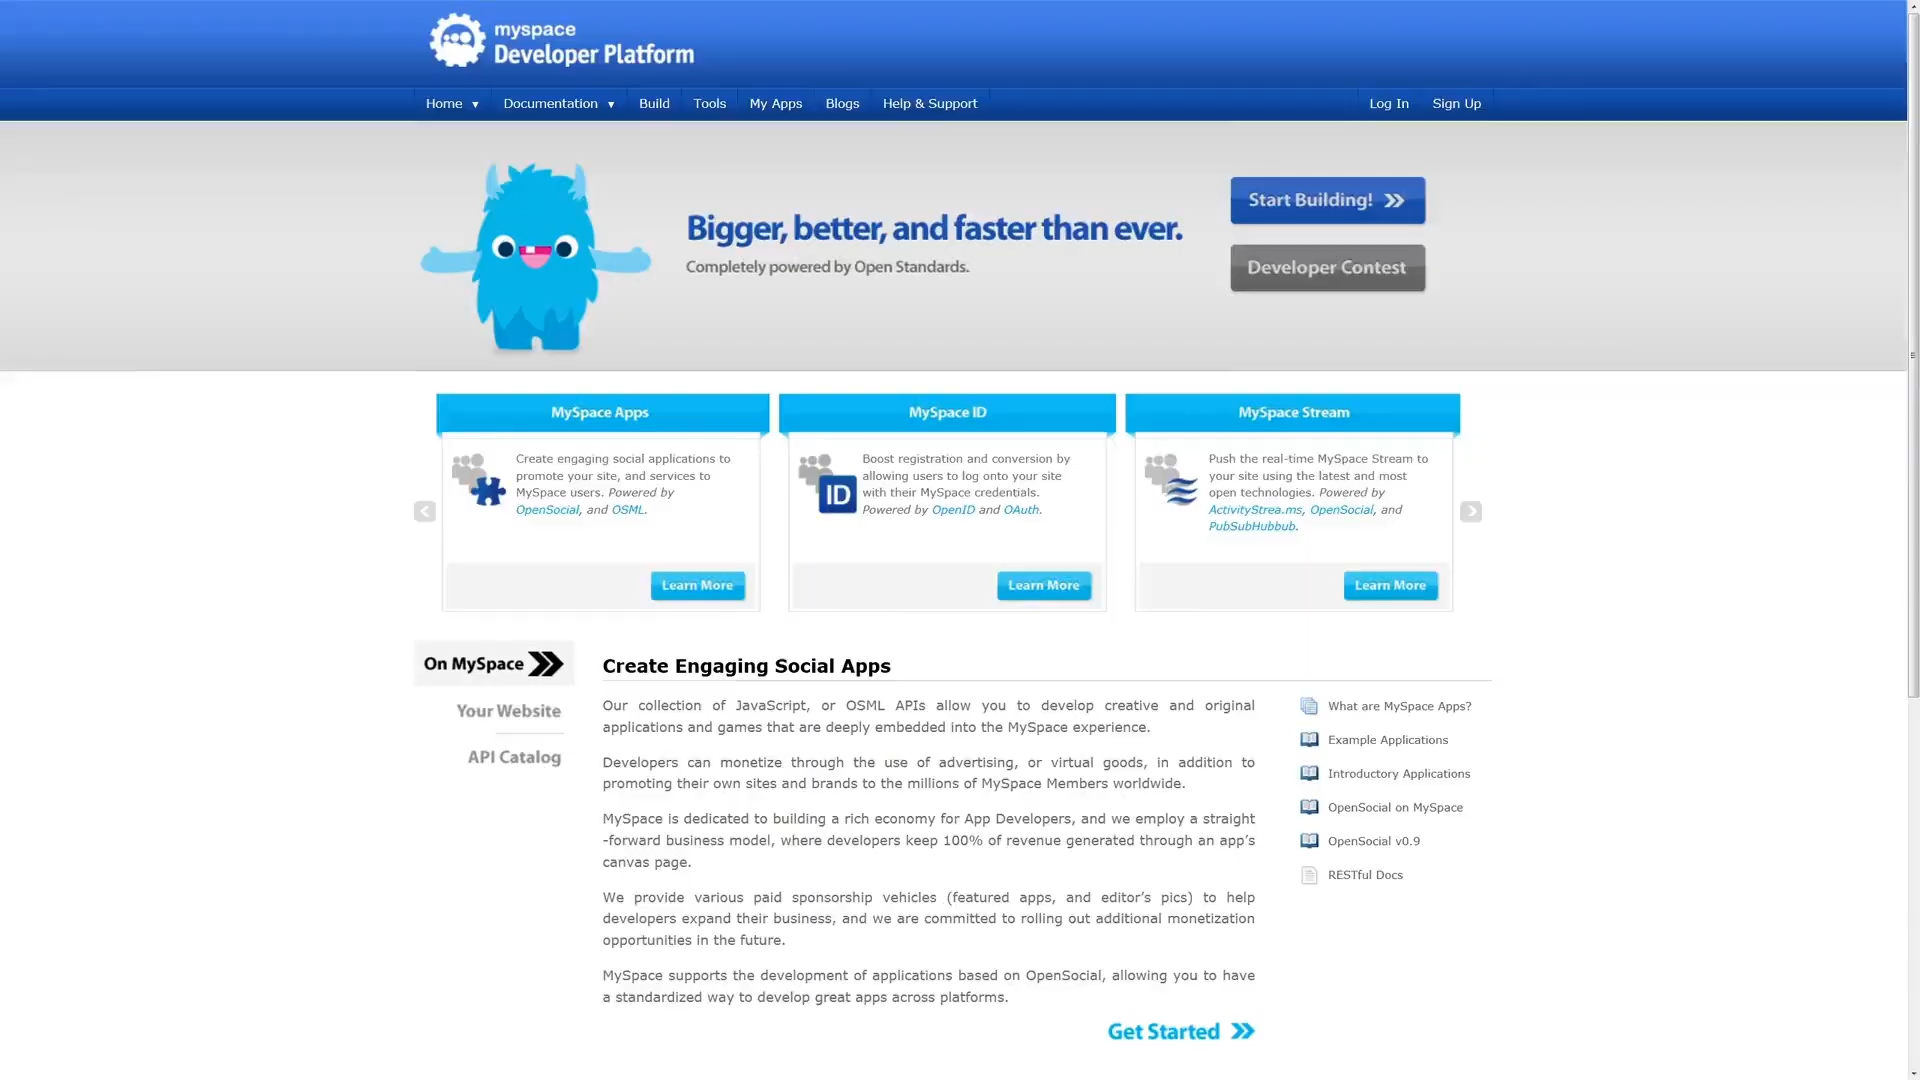 myspace
Developer Platform
Home ▼ Documentation ▼ Build Tools My Apps Blogs Help & Support Log In Sign Up
Bigger, better, and faster than ever.
Completely powered by Open Standards.
Start Building!
Developer Contest
MySpace Apps
Create engaging social applications to
promote your site, and services to
MySpace users. Powered by
OpenSocial, and OSML.
Learn More
MySpace ID
ID
Boost registration and conversion by
allowing users to log onto your site
with their MySpace credentials.
Powered by OpenID and OAuth.
Learn More
MySpace Stream
Push the real-time MySpace Stream to
your site using the latest and most
open technologies. Powered by
ActivityStrea.ms, OpenSocial, and
PubSubHubbub.
Learn More
On MySpace
Your Website
API Catalog
Create Engaging Social Apps
Our collection of JavaScript, or OSML APIs allow you to develop creative and original
applications and games that are deeply embedded into the MySpace experience.
Developers can monetize through the use of advertising, or virtual goods, in addition to
promoting their own sites and brands to the millions of MySpace Members worldwide.
MySpace is dedicated to building a rich economy for App Developers, and we employ a straight
-forward business model, where developers keep 100% of revenue generated through an app’s
canvas page.
We provide various paid sponsorship vehicles (featured apps, and editor’s pics) to help
developers expand their business, and we are committed to rolling out additional monetization
opportunities in the future.
MySpace supports the development of applications based on OpenSocial, allowing you to have
a standardized way to develop great apps across platforms.
Get Started
What are MySpace Apps?
Example Applications
Introductory Applications
OpenSocial on MySpace
OpenSocial v0.9
RESTful Docs